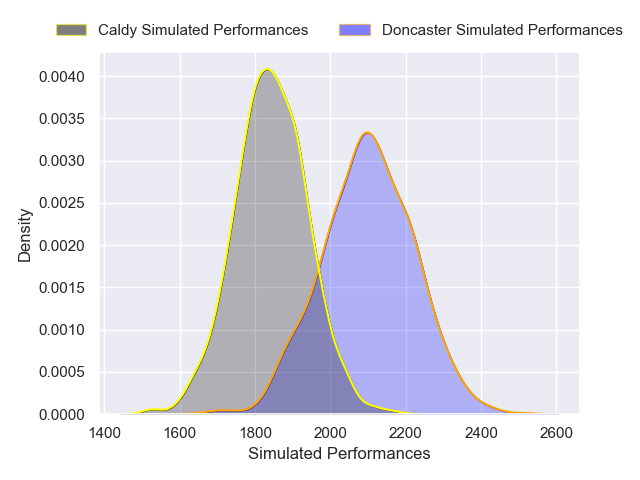 Caldy Simulated Performances
Doncaster Simulated Performances
0.0040
0.0035
0.0030
0.0025
0.0020
0.0015
0.0010
0.0005
0.0000
Density
1400 1600 1800 2000 2200 2400 2600
Simulated Performances